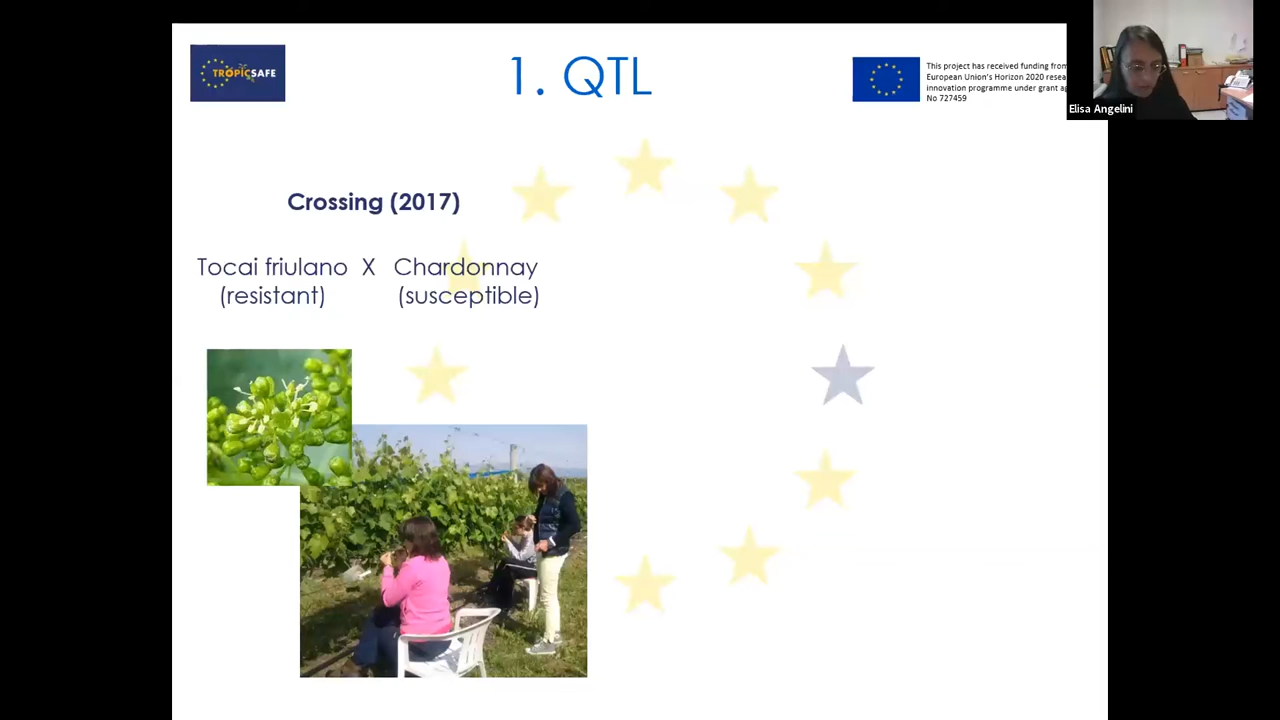 TROPICSAFE
1. QTL
This project has received funding from
European Union's Horizon 2020 resea
innovation programme under grant ag
No 727459
Elisa Angelini
Crossing (2017)
Tocai friulano X Chardonnay
(resistant) (susceptible)